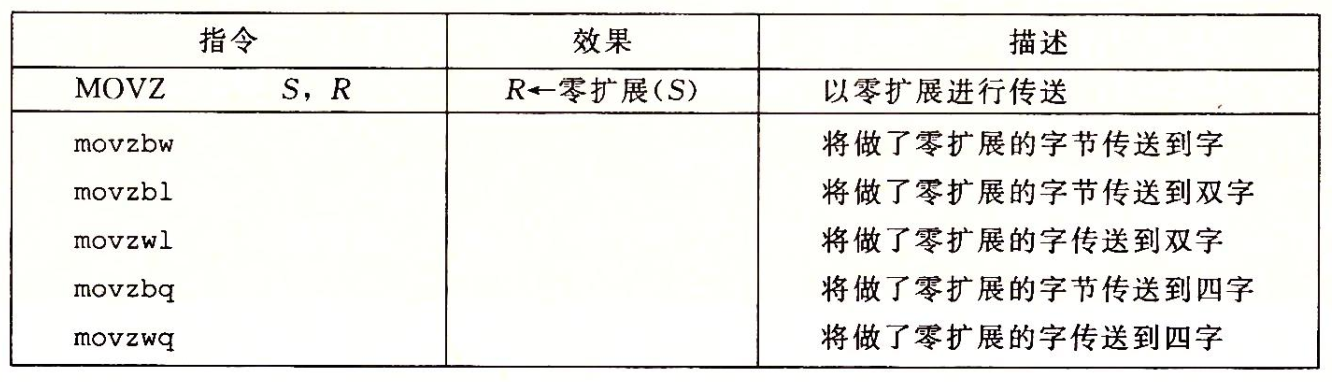 指令 效果 描述
MOVZ S, R R←零扩展(S) 以零扩展进行传送
movzbw 将做了零扩展的字节传送到字
movzbl 将做了零扩展的字节传送到双字
movzwl 将做了零扩展的字传送到双字
movzbq 将做了零扩展的字节传送到四字
movzwq 将做了零扩展的字传送到四字